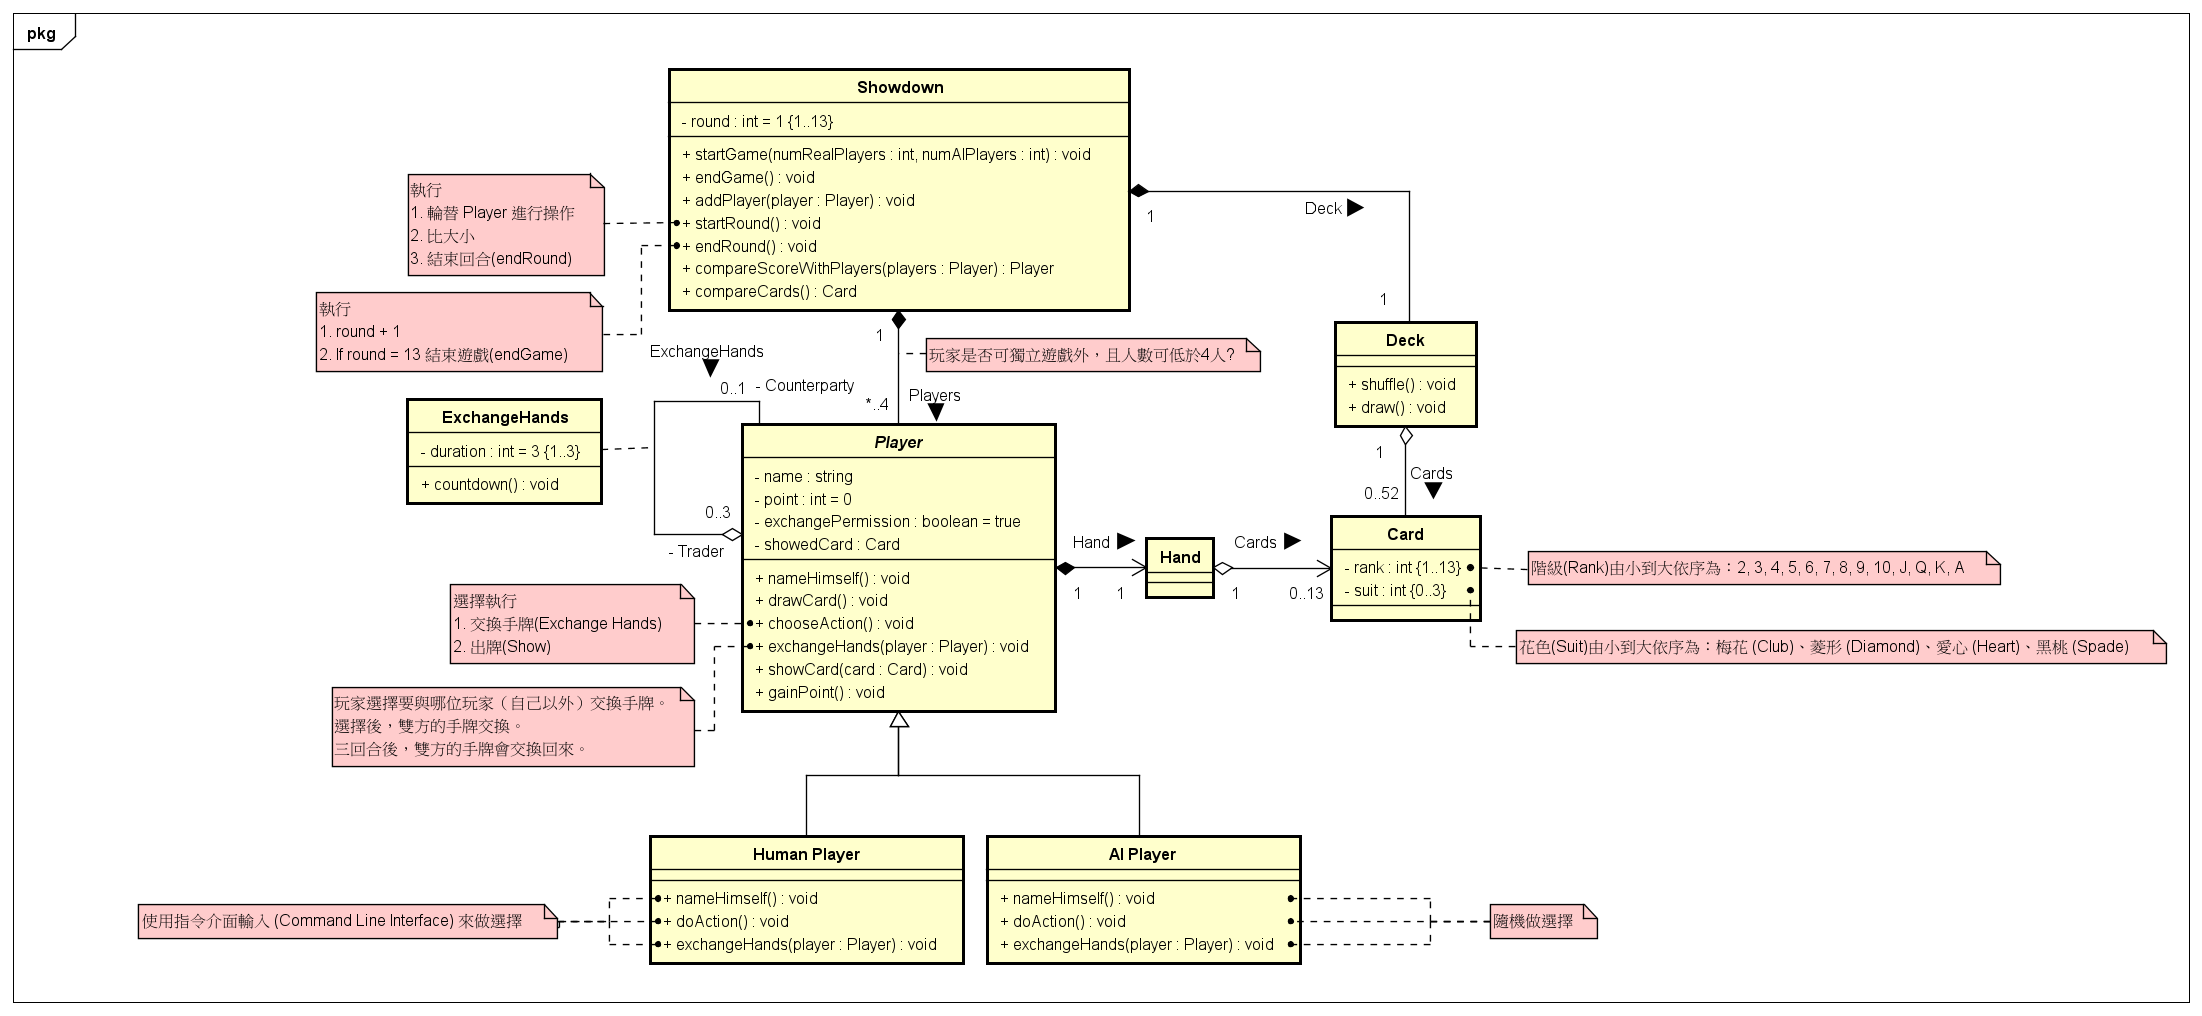 pkg
Showdown
- round : int = 1 {1..13}
+ startGame(numRealPlayers : int, numAIPlayers : int) : void
+ endGame() : void
+ addPlayer(player : Player) : void
+ startRound() : void
+ endRound() : void
+ compareScoreWithPlayers(players : Player) : Player
+ compareCards() : Card
執行
1. 輪替 Player 進行操作
2. 比大小
3. 結束回合(endRound)
執行
1. round + 1
2. If round = 13 結束遊戲(endGame)
1
Deck
1
Deck
+ shuffle() : void
+ draw() : void
1
玩家是否可獨立遊戲外，且人數可低於4人?
*..4
Players
ExchangeHands
0..1
- Counterparty
ExchangeHands
- duration : int = 3 {1..3}
+ countdown() : void
0..3
- Trader
Player
- name : string
- point : int = 0
- exchangePermission : boolean = true
- showedCard : Card
+ nameHimself() : void
+ drawCard() : void
+ chooseAction() : void
+ exchangeHands(player : Player) : void
+ showCard(card : Card) : void
+ gainPoint() : void
選擇執行
1. 交換手牌(Exchange Hands)
2. 出牌(Show)
玩家選擇要與哪位玩家（自己以外）交換手牌。
選擇後，雙方的手牌交換。
三回合後，雙方的手牌會交換回來。
Hand
1
1
Hand
Cards
1
0..13
1
Cards
0..52
Card
- rank : int {1..13}
- suit : int {0..3}
階級(Rank)由小到大依序為：2, 3, 4, 5, 6, 7, 8, 9, 10, J, Q, K, A
花色(Suit)由小到大依序為：梅花 (Club)、菱形 (Diamond)、愛心 (Heart)、黑桃 (Spade)
Human Player
+ nameHimself() : void
+ doAction() : void
+ exchangeHands(player : Player) : void
使用指令介面輸入 (Command Line Interface) 來做選擇
AI Player
+ nameHimself() : void
+ doAction() : void
+ exchangeHands(player : Player) : void
隨機做選擇